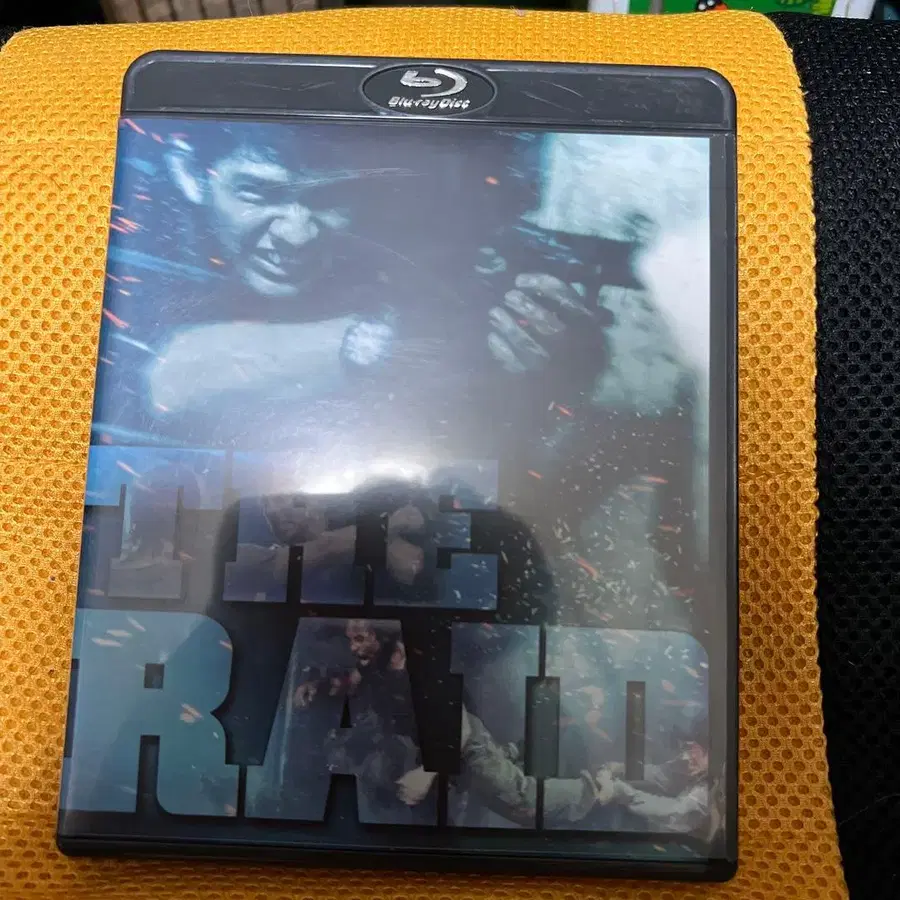 Blu-ray Disc
THE
RAID